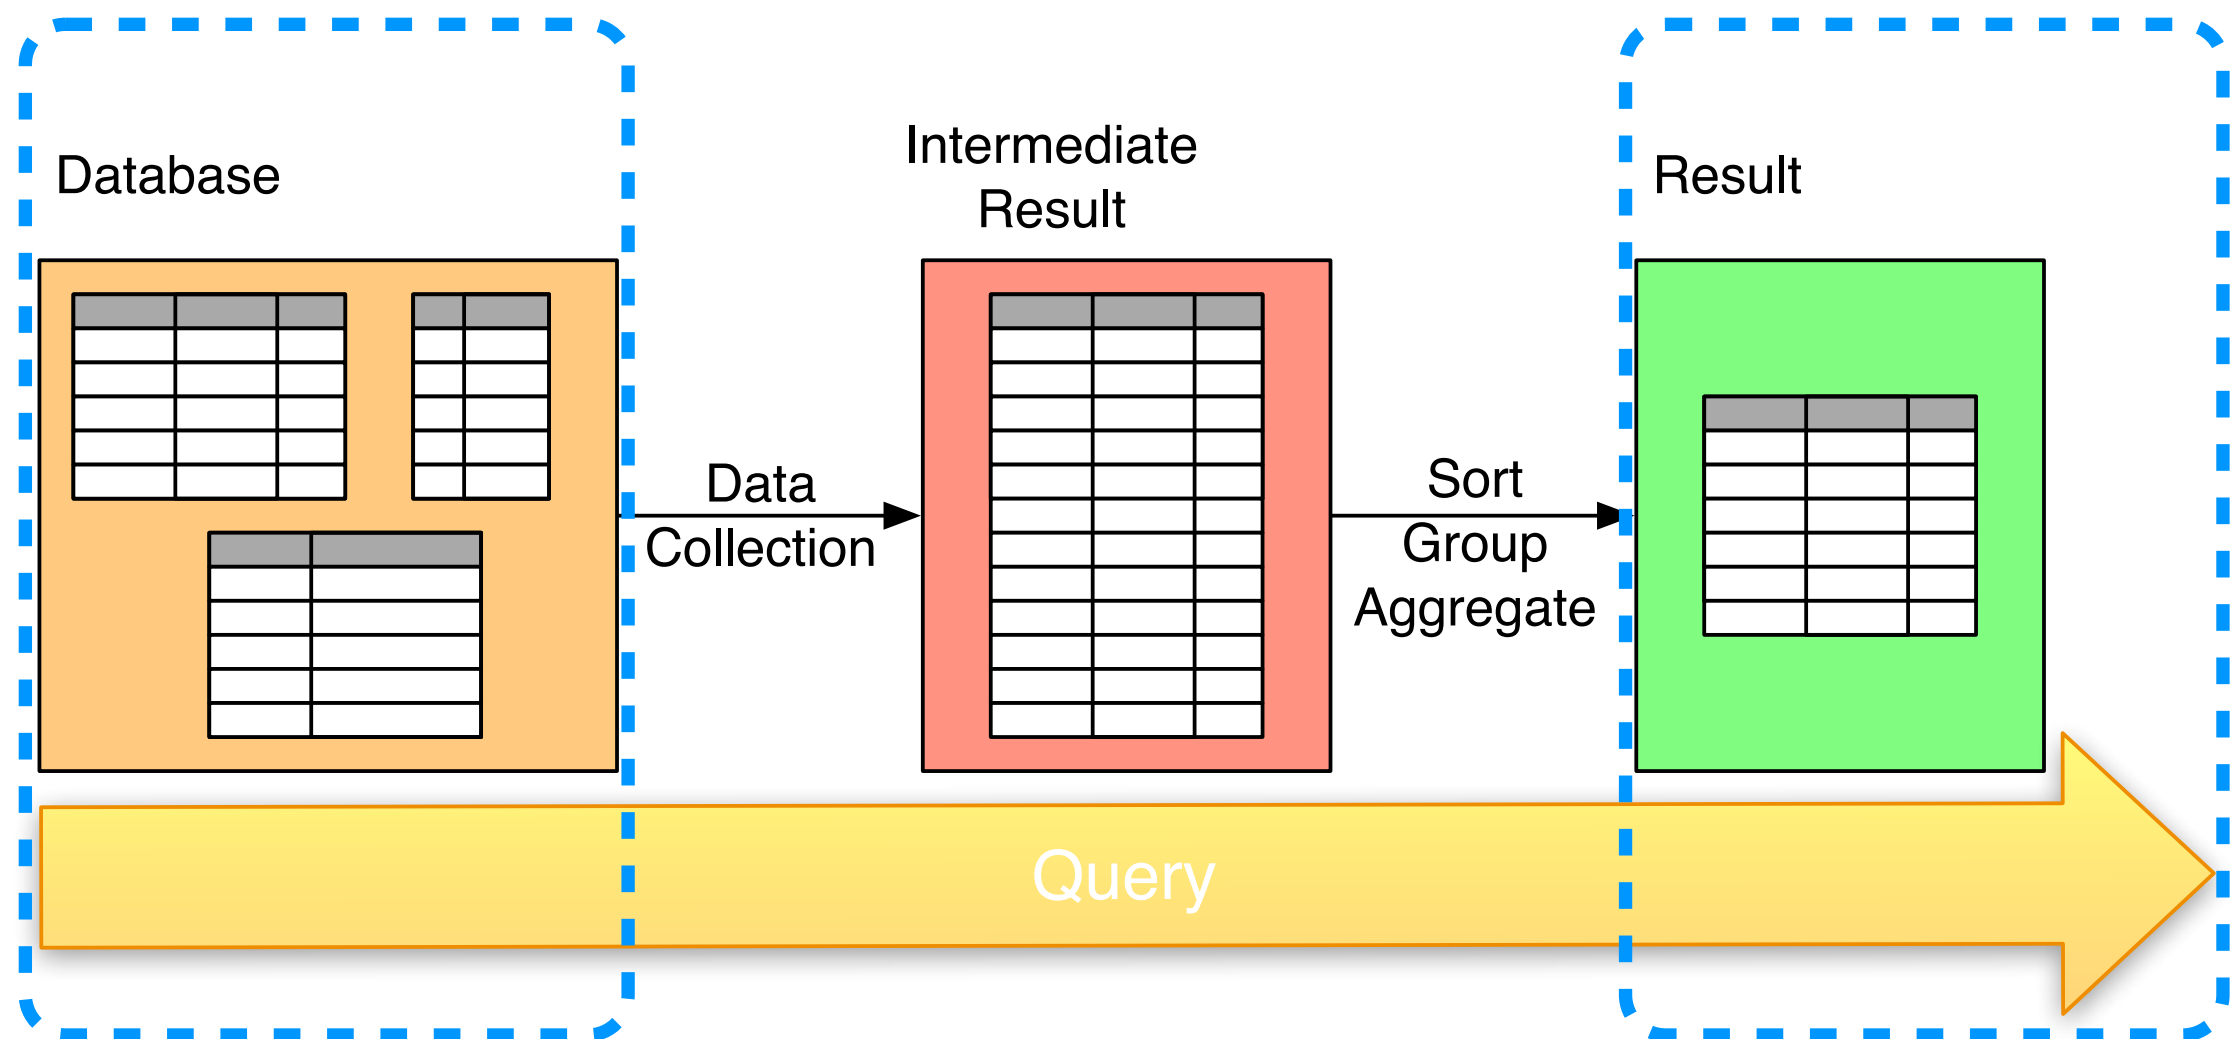 Database
Intermediate
Result
Result
Data
Collection
Sort
Group
Aggregate
Query